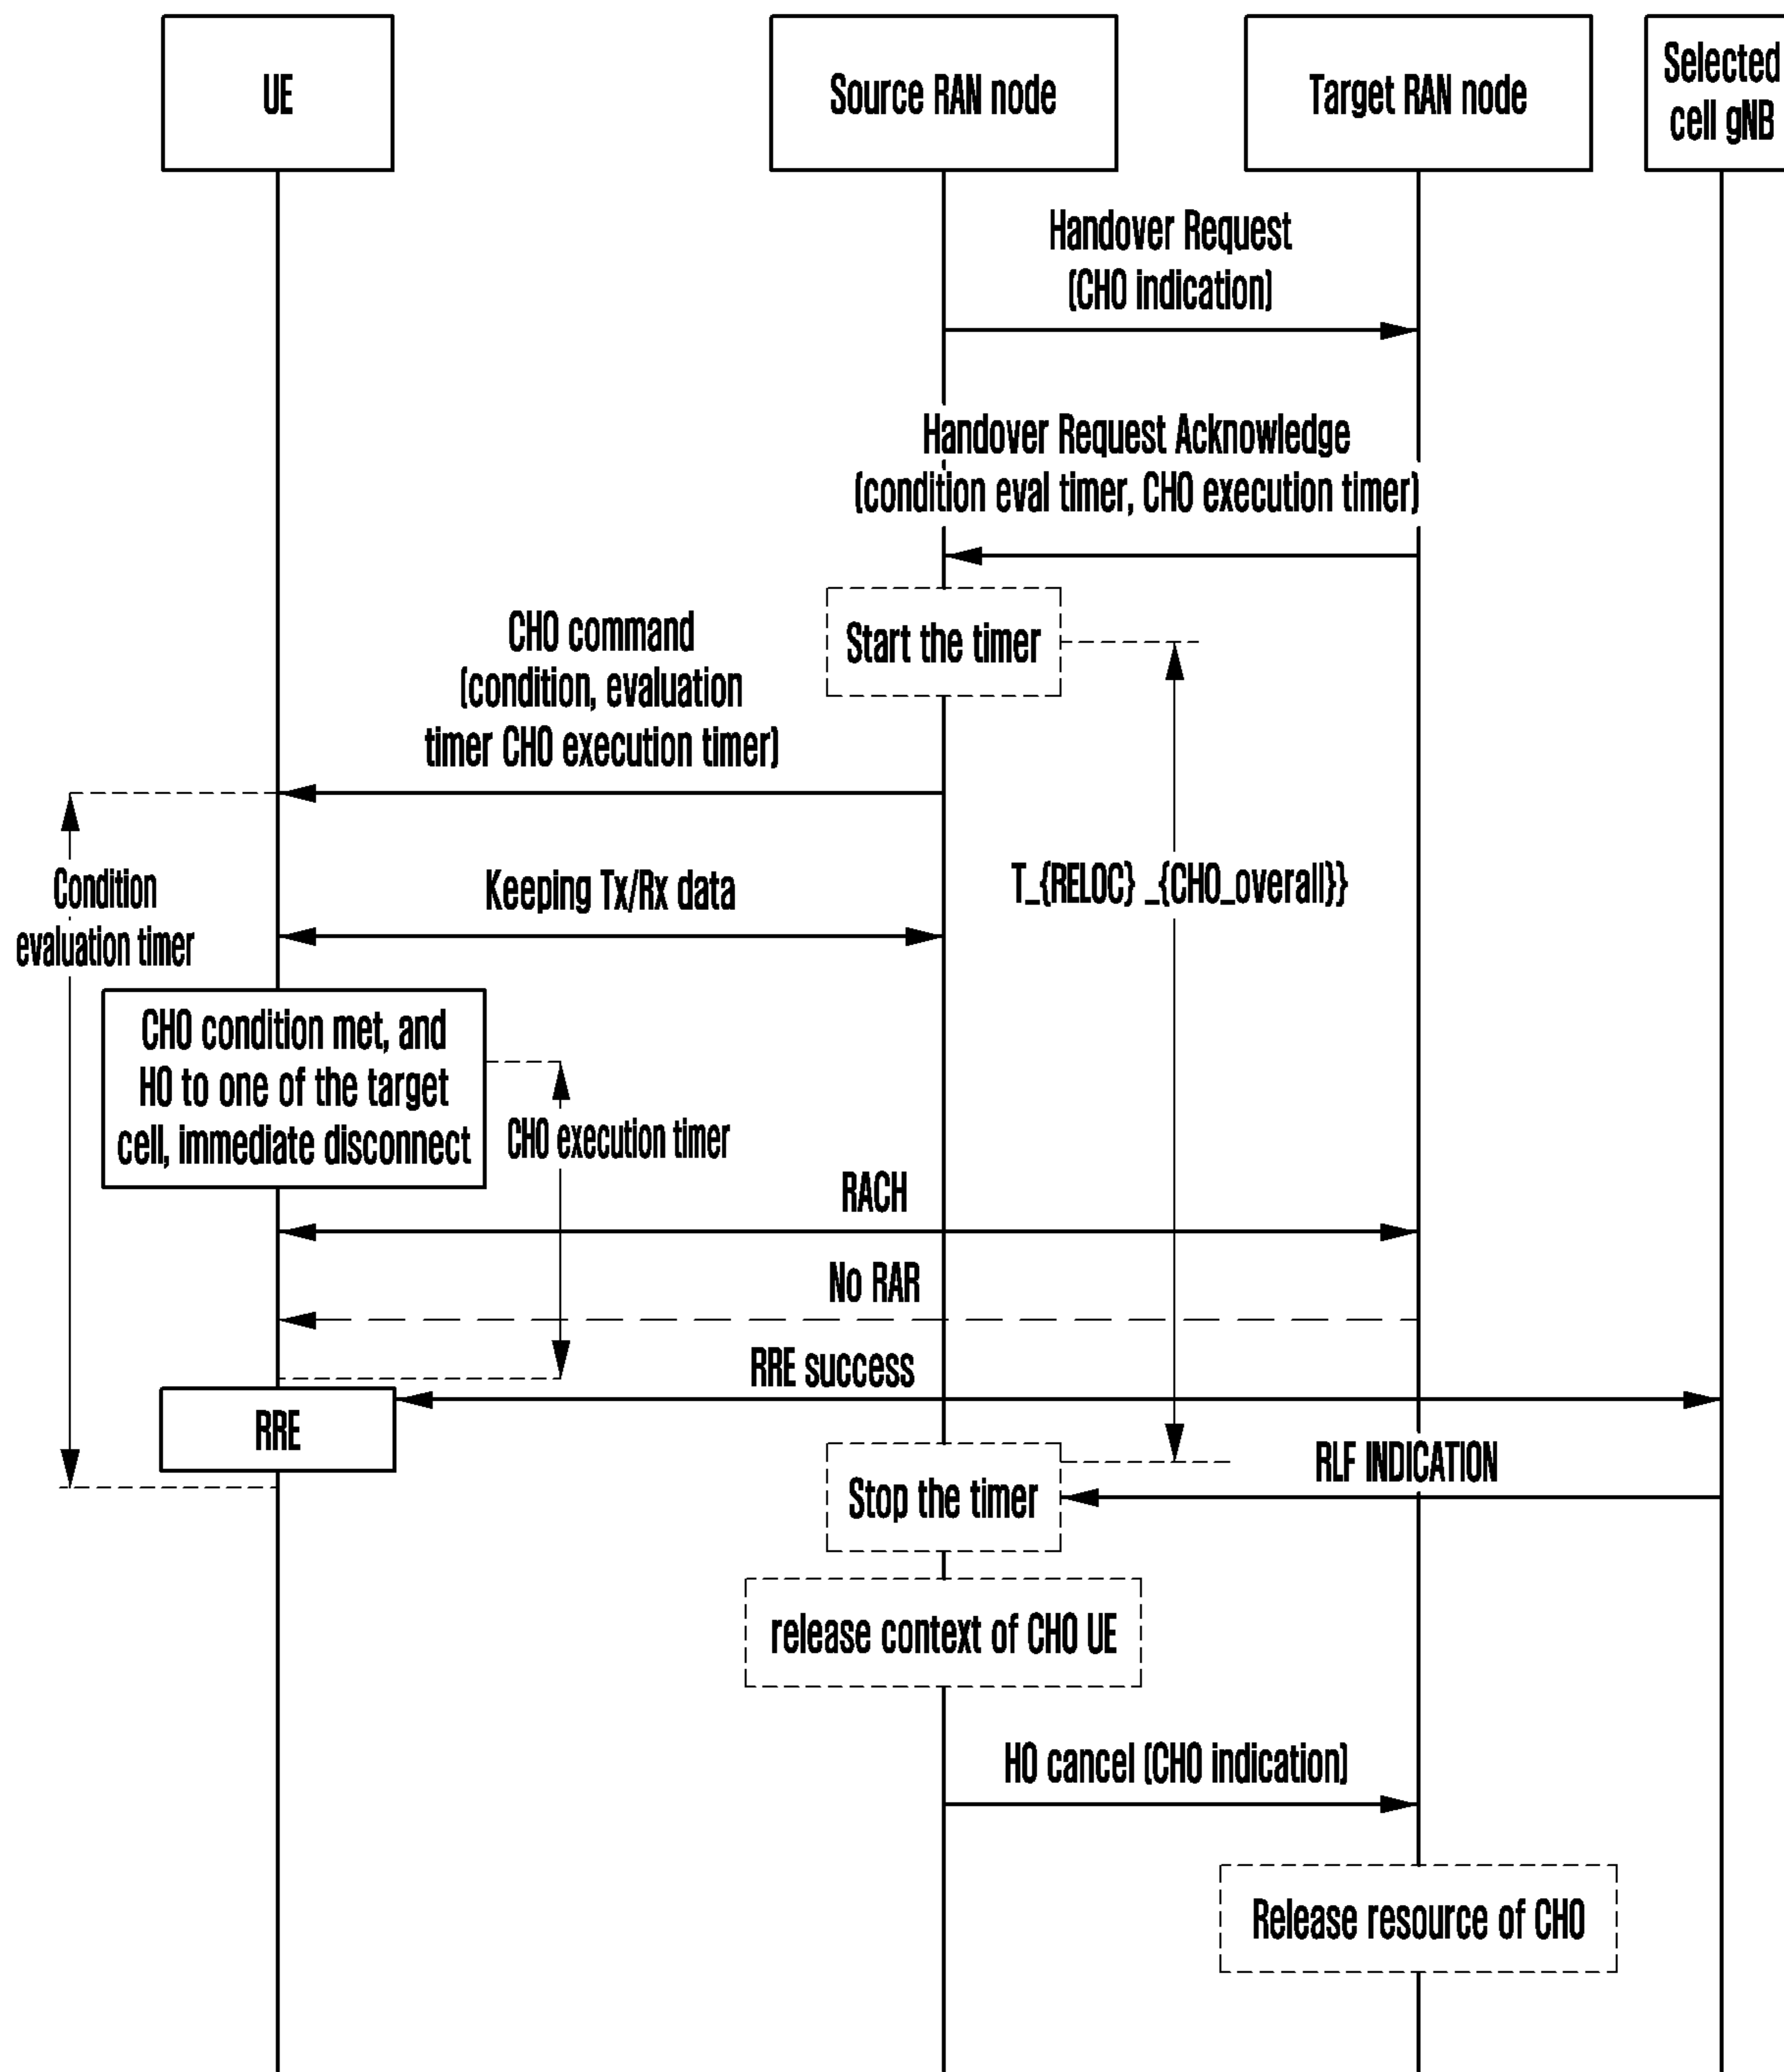 UE
Source RAN node
Target RAN node
Selected
cell gNB
Handover Request
(CHO indication)
Handover Request Acknowledge
(condition eval timer, CHO execution timer)
Start the timer
CHO command
(condition, evaluation
timer CHO execution timer)
Condition
evaluation timer
Keeping Tx/Rx data
T_{RELOC} _{CHO_overall}}
CHO condition met, and
HO to one of the target
cell, immediate disconnect
CHO execution timer
RACH
No RAR
RRE success
RRE
RLF INDICATION
Stop the timer
release context of CHO UE
HO cancel (CHO indication)
Release resource of CHO